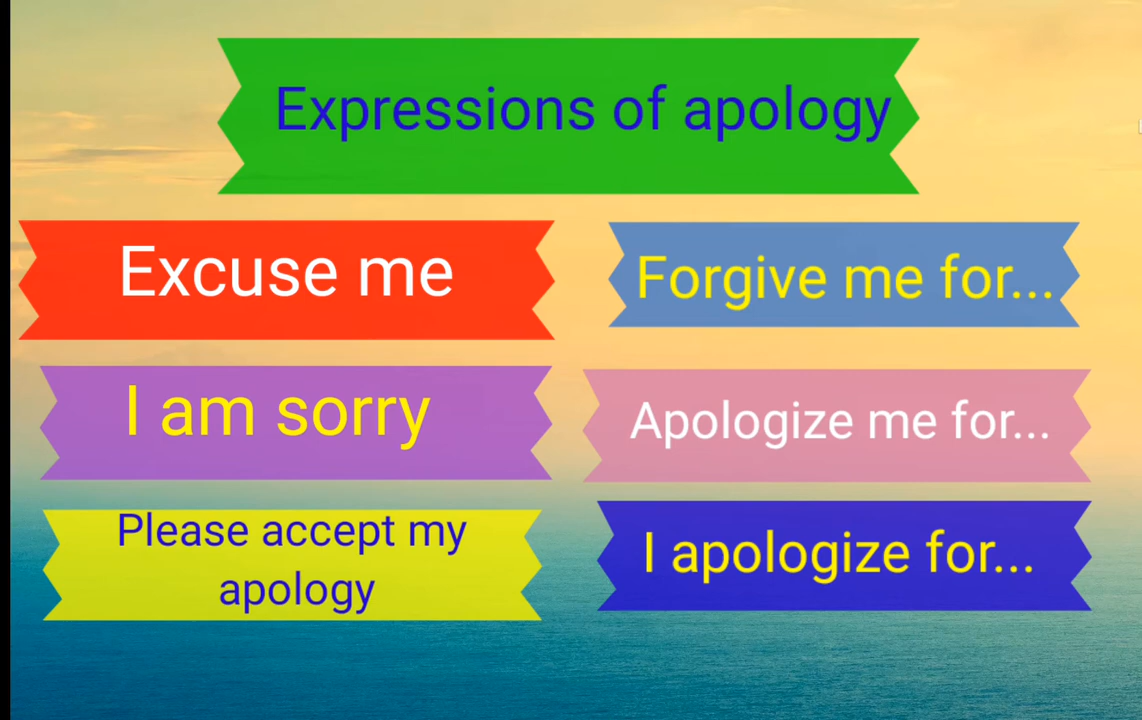 Expressions of apology
Excuse me
Forgive me for...
I am sorry
Apologize me for...
Please accept my
apology
I apologize for...